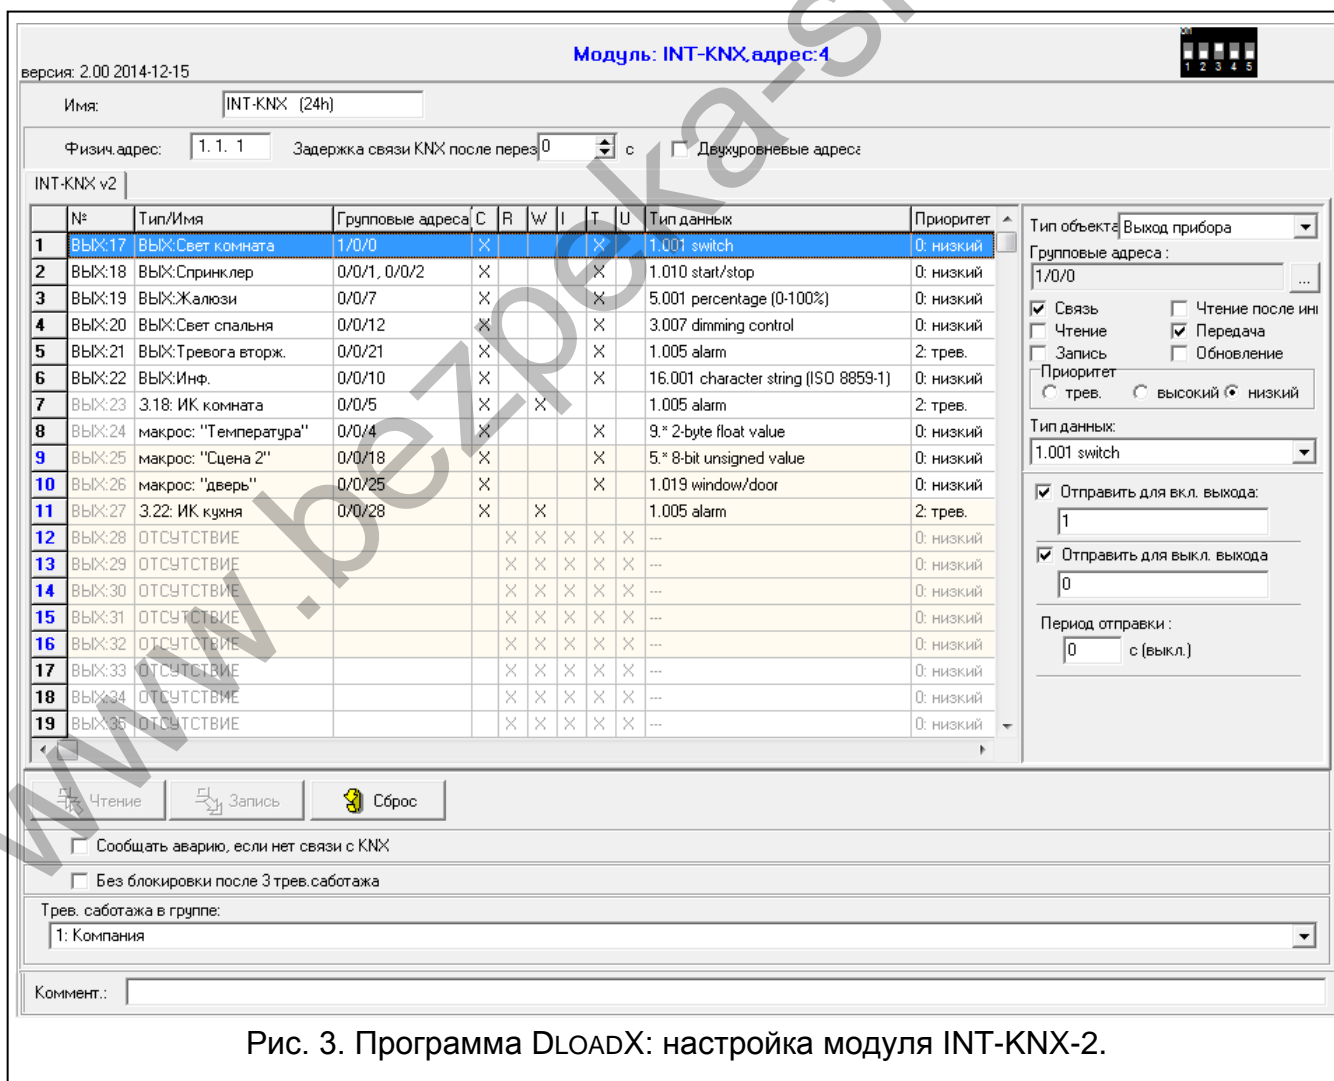 Модуль: INT-KNX,адрес:4
on
1 2 3 4 5
версия: 2.00 2014-12-15
Имя: INT-KNX (24h)
Физич.адрес: 1. 1. 1 Задержка связи KNX после перез 0 с Двухуровневые адреса
INT-KNX v2
№ Тип/Имя Групповые адреса C R W I T U Тип данных Приоритет
1 ВЫХ:17 ВЫХ:Свет комната 1/0/0 X X 1.001 switch 0: низкий
2 ВЫХ:18 ВЫХ:Спринклер 0/0/1, 0/0/2 X X 1.010 start/stop 0: низкий
3 ВЫХ:19 ВЫХ:Жалюзи 0/0/7 X X 5.001 percentage (0-100%) 0: низкий
4 ВЫХ:20 ВЫХ:Свет спальня 0/0/12 X X 3.007 dimming control 0: низкий
5 ВЫХ:21 ВЫХ:Тревога вторж. 0/0/21 X X 1.005 alarm 2: трев.
6 ВЫХ:22 ВЫХ:Инф. 0/0/10 X X 16.001 character string (ISO 8859-1) 0: низкий
7 ВЫХ:23 3.18: ИК комната 0/0/5 X X 1.005 alarm 2: трев.
8 ВЫХ:24 макрос: "Температура" 0/0/4 X X 9.* 2-byte float value 0: низкий
9 ВЫХ:25 макрос: "Сцена 2" 0/0/18 X X 5.* 8-bit unsigned value 0: низкий
10 ВЫХ:26 макрос: "дверь" 0/0/25 X X 1.019 window/door 0: низкий
11 ВЫХ:27 3.22: ИК кухня 0/0/28 X X 1.005 alarm 2: трев.
12 ВЫХ:28 ОТСУТСТВИЕ X X X X X --- 0: низкий
13 ВЫХ:29 ОТСУТСТВИЕ X X X X X --- 0: низкий
14 ВЫХ:30 ОТСУТСТВИЕ X X X X X --- 0: низкий
15 ВЫХ:31 ОТСУТСТВИЕ X X X X X --- 0: низкий
16 ВЫХ:32 ОТСУТСТВИЕ X X X X X --- 0: низкий
17 ВЫХ:33 ОТСУТСТВИЕ X X X X X --- 0: низкий
18 ВЫХ:34 ОТСУТСТВИЕ X X X X X --- 0: низкий
19 ВЫХ:35 ОТСУТСТВИЕ X X X X X --- 0: низкий
Тип объекта Выход прибора
Групповые адреса :
1/0/0 ...
Связь Чтение после ин
Чтение Передача
Запись Обновление
Приоритет
трев. высокий низкий
Тип данных:
1.001 switch
Отправить для вкл. выхода:
1
Отправить для выкл. выхода
0
Период отправки :
0 с (выкл.)
Чтение Запись Сброс
Сообщать аварию, если нет связи с KNX
Без блокировки после 3 трев.саботажа
Трев. саботажа в группе:
1: Компания
Коммент.:
Рис. 3. Программа DLOADX: настройка модуля INT-KNX-2.